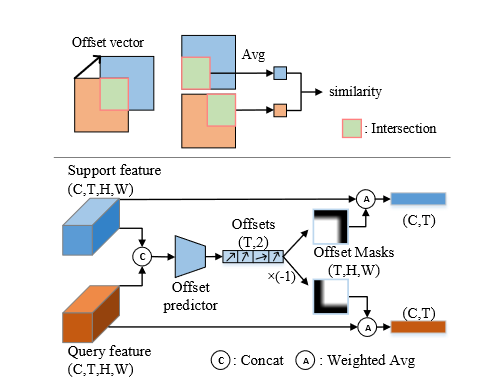 Offset vector
Avg
similarity
: Intersection
Support feature
(C,T,H,W)
A
(C,T)
Offsets
(T,2)
C
×(-1)
Offset Masks
(T,H,W)
Offset
predictor
(C,T)
A
Query feature
(C,T,H,W)
C : Concat A : Weighted Avg